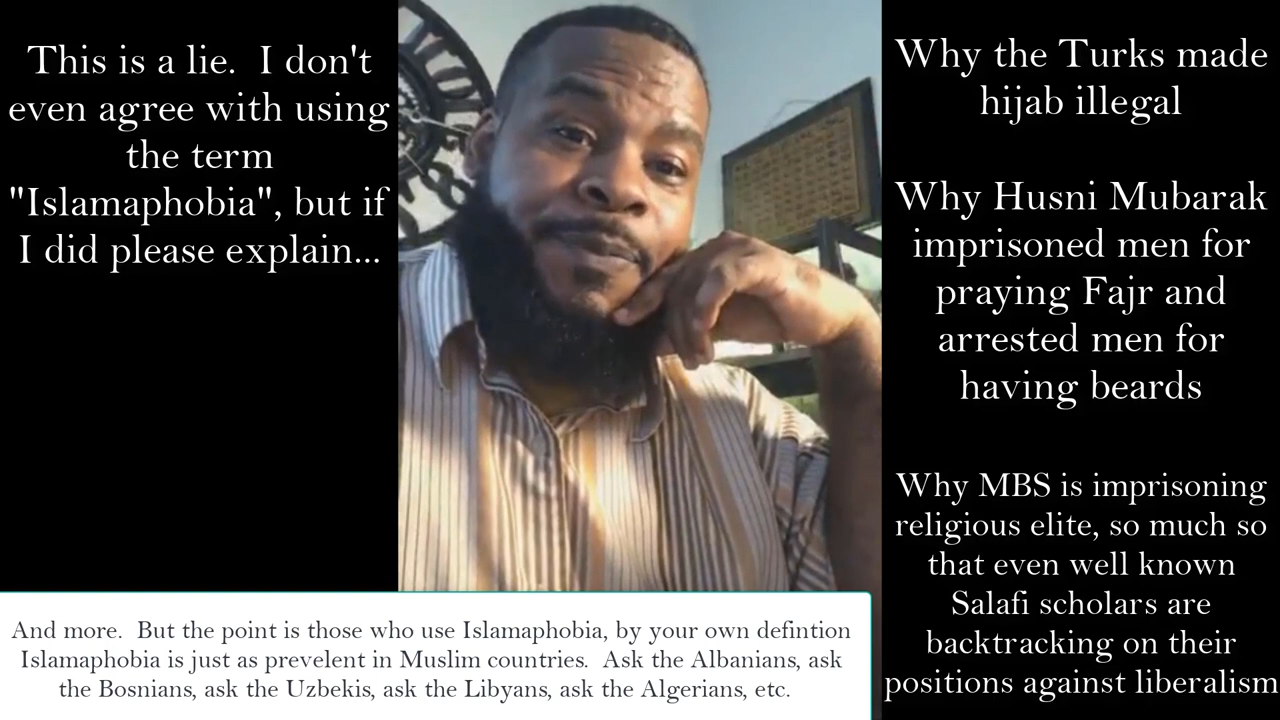 This is a lie.  I don't
even agree with using
the term
"Islamaphobia", but if
I did please explain...
Why the Turks made
hijab illegal
Why Husni Mubarak
imprisoned men for
praying Fajr and
arrested men for
having beards
Why MBS is imprisoning
religious elite, so much so
that even well known
Salafi scholars are
backtracking on their
positions against liberalism
And more.  But the point is those who use Islamaphobia, by your own defintion
Islamaphobia is just as prevelent in Muslim countries.  Ask the Albanians, ask
the Bosnians, ask the Uzbekis, ask the Libyans, ask the Algerians, etc.